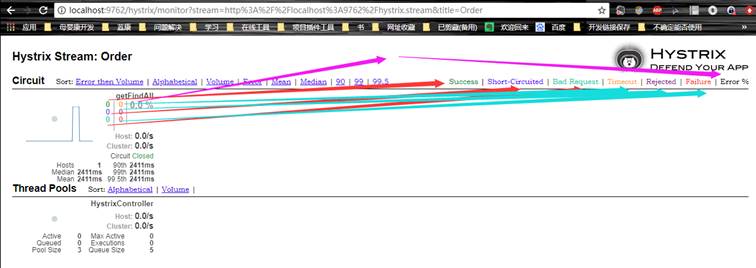 localhost:9762/hystrix/monitor?stream=http%3A%2F%2Flocalhost%3A9762%2Fhystrix.stream&title=Order
应用 母婴康开发 嘉康 问题解决 学习 在线工具 项目插件工具 书 网址收藏 已剪藏(备用) 欢迎回来 百度 开发链接保存 不确定能否使用
Hystrix Stream: Order
HYSTRIX
DEFEND YOUR APP
Circuit Sort: Error then Volume | Alphabetical | Volume | Error | Mean | Median | 90 | 99 | 99.5
Success | Short-Circuited | Bad Request | Timeout | Rejected | Failure | Error %
getFindAll
0 0 0.0 %
0 0
0 0
Host: 0.0/s
Cluster: 0.0/s
Circuit Closed
Hosts 1 90th 2411ms
Median 2411ms 99th 2411ms
Mean 2411ms 99.5th 2411ms
Thread Pools Sort: Alphabetical | Volume |
HystrixController
Host: 0.0/s
Cluster: 0.0/s
Active 0 Max Active 0
Queued 0 Executions 0
Pool Size 3 Queue Size 5